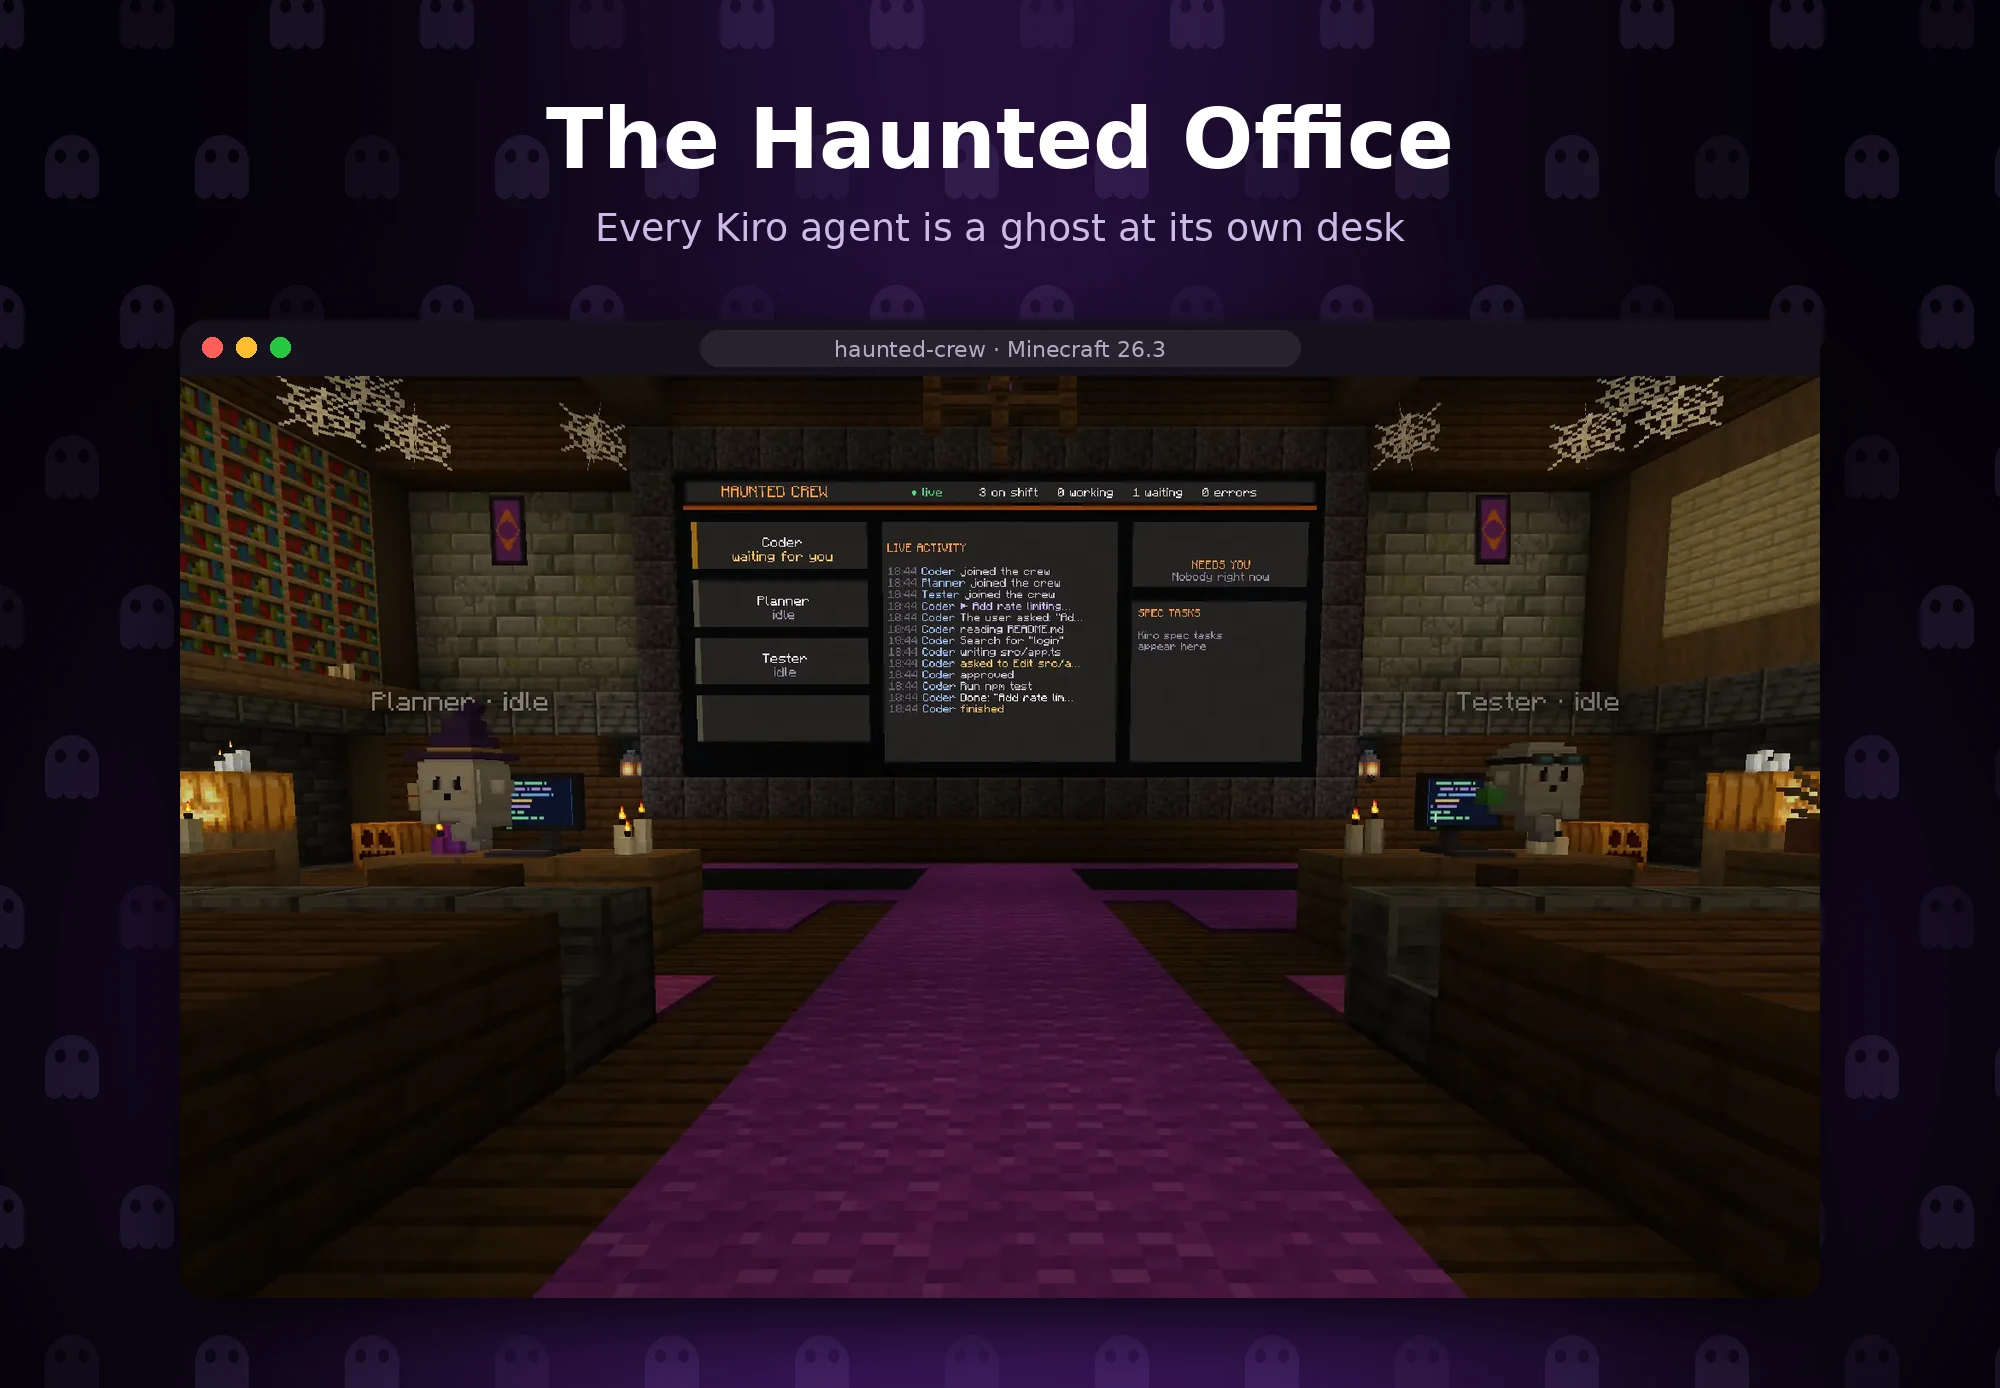 The Haunted Office
Every Kiro agent is a ghost at its own desk
haunted-crew · Minecraft 26.3
HAUNTED CREW
• live
3 on shift
0 working
1 waiting
0 errors
Coder
waiting for you
Planner
idle
Tester
idle
LIVE ACTIVITY
18:44 Coder joined the crew
18:44 Planner joined the crew
18:44 Tester joined the crew
18:44 Coder ▶ Add rate limiting...
18:44 Coder The user asked: "Ad...
18:44 Coder reading README.md
18:44 Coder Search for "login"
18:44 Coder writing src/app.ts
18:44 Coder asked to Edit src/a...
18:44 Coder approved
18:44 Coder Run npm test
18:44 Coder Done: "Add rate lim...
18:44 Coder finished
NEEDS YOU
Nobody right now
SPEC TASKS
Kiro spec tasks
appear here
Planner · idle
Tester · idle